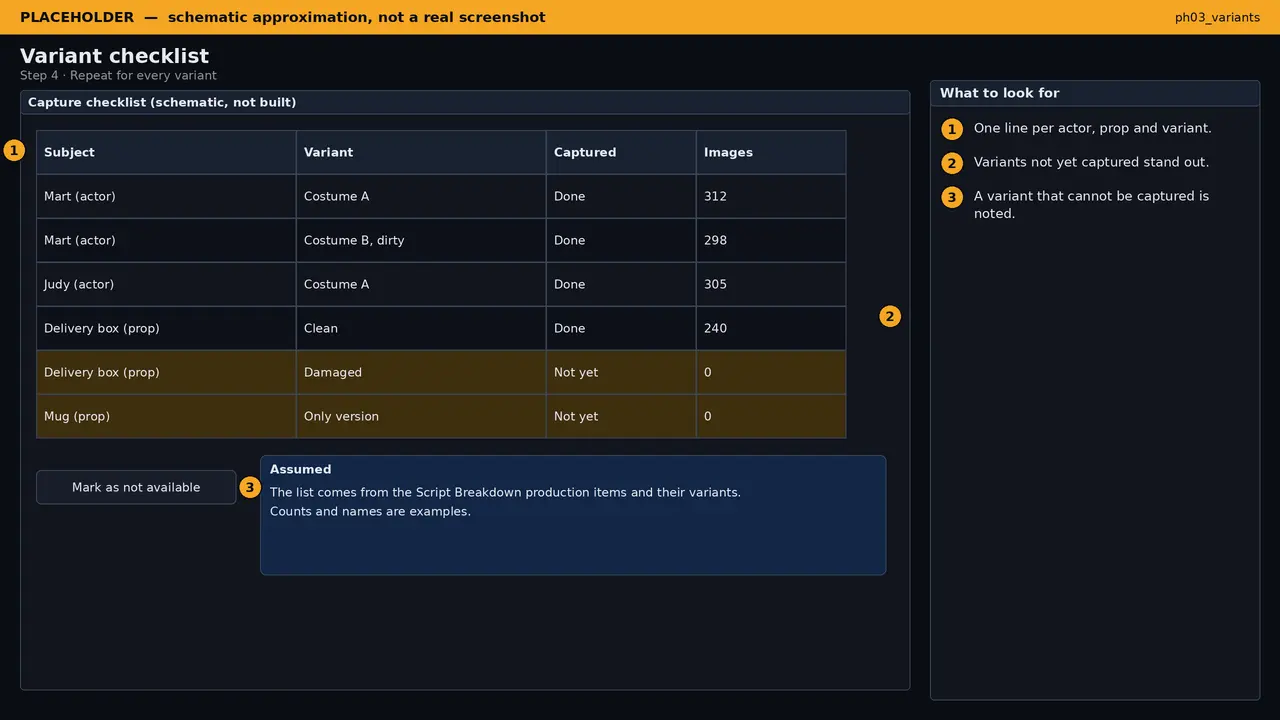 PLACEHOLDER — schematic approximation, not a real screenshot
ph03_variants
Variant checklist
Step 4 · Repeat for every variant
Capture checklist (schematic, not built)
1
Subject Variant Captured Images
Mart (actor) Costume A Done 312
Mart (actor) Costume B, dirty Done 298
Judy (actor) Costume A Done 305
Delivery box (prop) Clean Done 240
2
Delivery box (prop) Damaged Not yet 0
Mug (prop) Only version Not yet 0
Mark as not available
3
Assumed
The list comes from the Script Breakdown production items and their variants.
Counts and names are examples.
What to look for
1 One line per actor, prop and variant.
2 Variants not yet captured stand out.
3 A variant that cannot be captured is
noted.